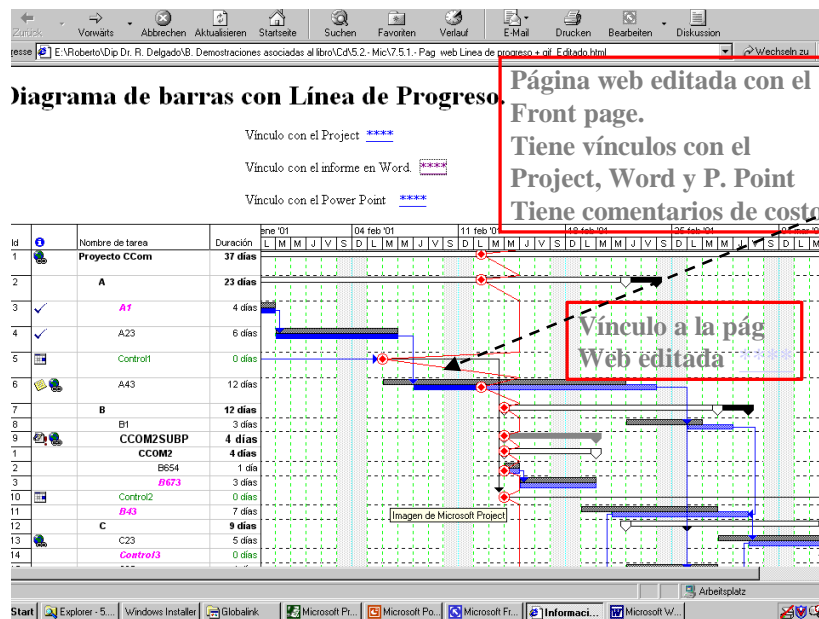 Zurück Vorwärts Abbrechen Aktualisieren Startseite Suchen Favoriten Verlauf E-Mail Drucken Bearbeiten Diskussion
esse E:\Roberto\Dip Dr. R. Delgado\B. Demostraciones asociadas al libro\Cd\5.2.- Mic\7.5.1.- Pag web Linea de progreso + gif_Editado.html Wechseln zu
Diagrama de barras con Línea de Progreso.
Página web editada con el
Front page.
Tiene vínculos con el
Project, Word y P. Point
Tiene comentarios de costo
Vínculo con el Project ****
Vínculo con el informe en Word. ****
Vínculo con el Power Point ****
ene '01 04 feb '01 11 feb '01 18 feb '01 25 feb '01
Id Nombre de tarea Duración L M M J V S D L M M J V S D L M M J V S D L M M J V S D L M M J V S D L M
1 Proyecto CCom 37 días
2 A 23 días
3 A1 4 días
4 A23 6 días
5 Control1 0 días
6 A43 12 días
7 B 12 días
8 B1 3 días
9 CCOM2SUBP 4 días
1 CCOM2 4 días
2 B654 1 día
3 B673 3 días
10 Control2 0 días
11 B43 7 días
12 C 9 días
13 C23 5 días
14 Control3 0 días
Vínculo a la pág
Web editada ****
Imagen de Microsoft Project
Arbeitsplatz
Start Explorer - 5.... Windows Installer Globalink Microsoft Pr... Microsoft Po... Microsoft Fr... Informaci... Microsoft W...